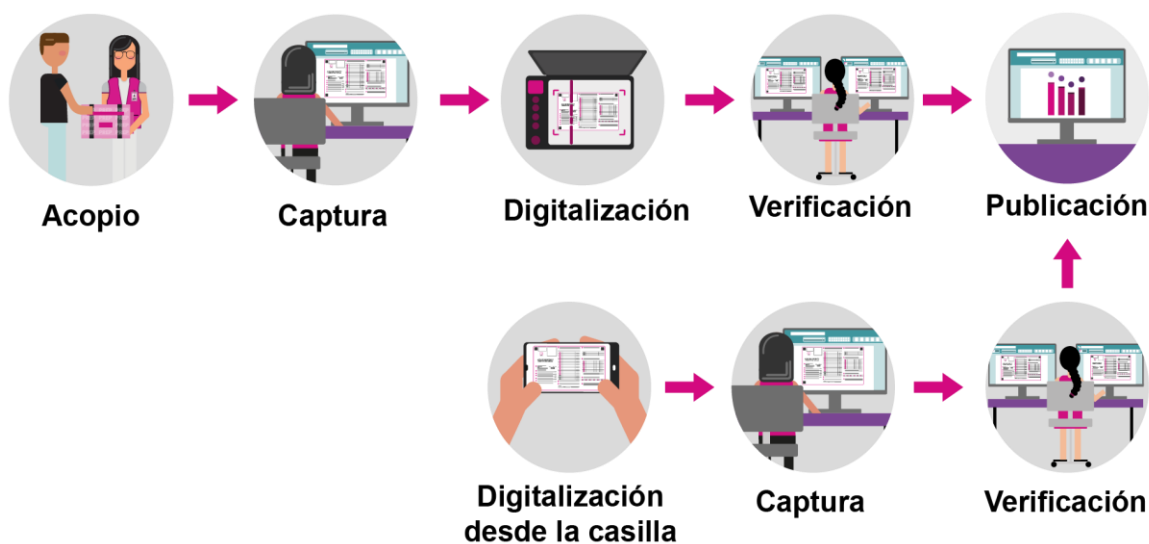 Acopio
Captura
Digitalización
Verificación
Publicación
Digitalización
desde la casilla
Captura
Verificación